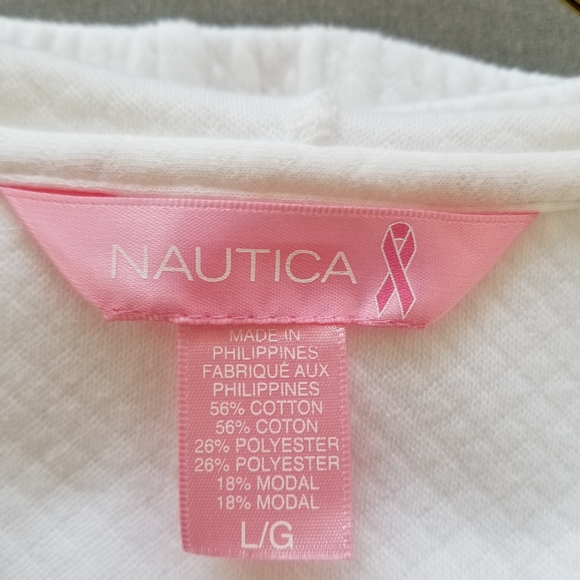 NAUTICA
MADE IN
PHILIPPINES
FABRIQUÉ AUX
PHILIPPINES
56% COTTON
56% COTON
26% POLYESTER
26% POLYESTER
18% MODAL
18% MODAL
L/G